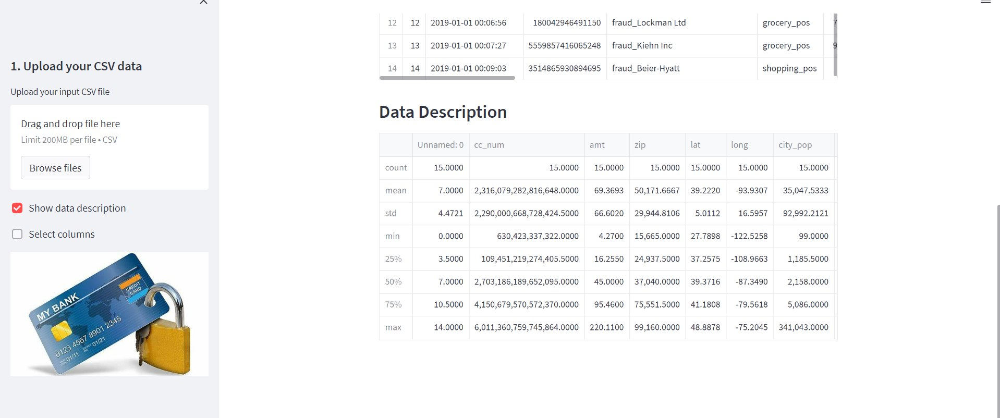 1. Upload your CSV data
Upload your input CSV file
Drag and drop file here
Limit 200MB per file • CSV
Browse files
Show data description
Select columns
MY BANK
CREDIT
CARD
0123 4567 8901 2345
01/11
01/21
12 12 2019-01-01 00:06:56 180042946491150 fraud_Lockman Ltd grocery_pos 7
13 13 2019-01-01 00:07:27 5559857416065248 fraud_Kiehn Inc grocery_pos 9
14 14 2019-01-01 00:09:03 3514865930894695 fraud_Beier-Hyatt shopping_pos
Data Description
Unnamed: 0 cc_num amt zip lat long city_pop
count 15.0000 15.0000 15.0000 15.0000 15.0000 15.0000 15.0000
mean 7.0000 2,316,079,282,816,648.0000 69.3693 50,171.6667 39.2220 -93.9307 35,047.5333
std 4.4721 2,290,000,668,728,424.5000 66.6020 29,944.8106 5.0112 16.5957 92,992.2121
min 0.0000 630,423,337,322.0000 4.2700 15,665.0000 27.7898 -122.5258 99.0000
25% 3.5000 109,451,219,274,405.5000 16.2550 24,937.5000 37.2575 -108.9663 1,185.5000
50% 7.0000 2,703,186,189,652,095.0000 45.0000 37,040.0000 39.3716 -87.3490 2,158.0000
75% 10.5000 4,150,679,570,572,370.0000 95.4600 75,551.5000 41.1808 -79.5618 5,086.0000
max 14.0000 6,011,360,759,745,864.0000 220.1100 99,160.0000 48.8878 -75.2045 341,043.0000